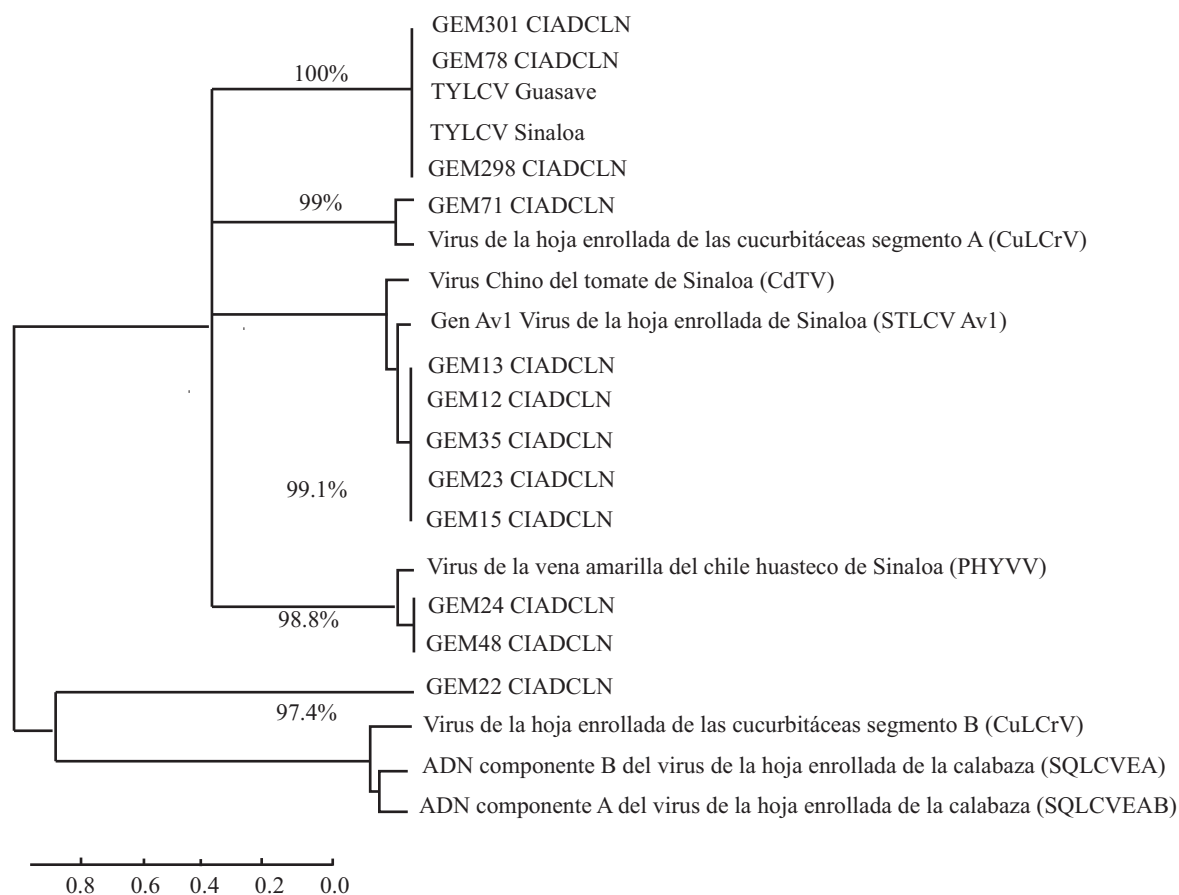 GEM301 CIADCLN
GEM78 CIADCLN
100%
TYLCV Guasave
TYLCV Sinaloa
GEM298 CIADCLN
99%
GEM71 CIADCLN
Virus de la hoja enrollada de las cucurbitáceas segmento A (CuLCrV)
Virus Chino del tomate de Sinaloa (CdTV)
Gen Av1 Virus de la hoja enrollada de Sinaloa (STLCV Av1)
GEM13 CIADCLN
GEM12 CIADCLN
GEM35 CIADCLN
GEM23 CIADCLN
99.1%
GEM15 CIADCLN
Virus de la vena amarilla del chile huasteco de Sinaloa (PHYVV)
GEM24 CIADCLN
98.8%
GEM48 CIADCLN
GEM22 CIADCLN
97.4%
Virus de la hoja enrollada de las cucurbitáceas segmento B (CuLCrV)
ADN componente B del virus de la hoja enrollada de la calabaza (SQLCVEA)
ADN componente A del virus de la hoja enrollada de la calabaza (SQLCVEAB)
0.8 0.6 0.4 0.2 0.0